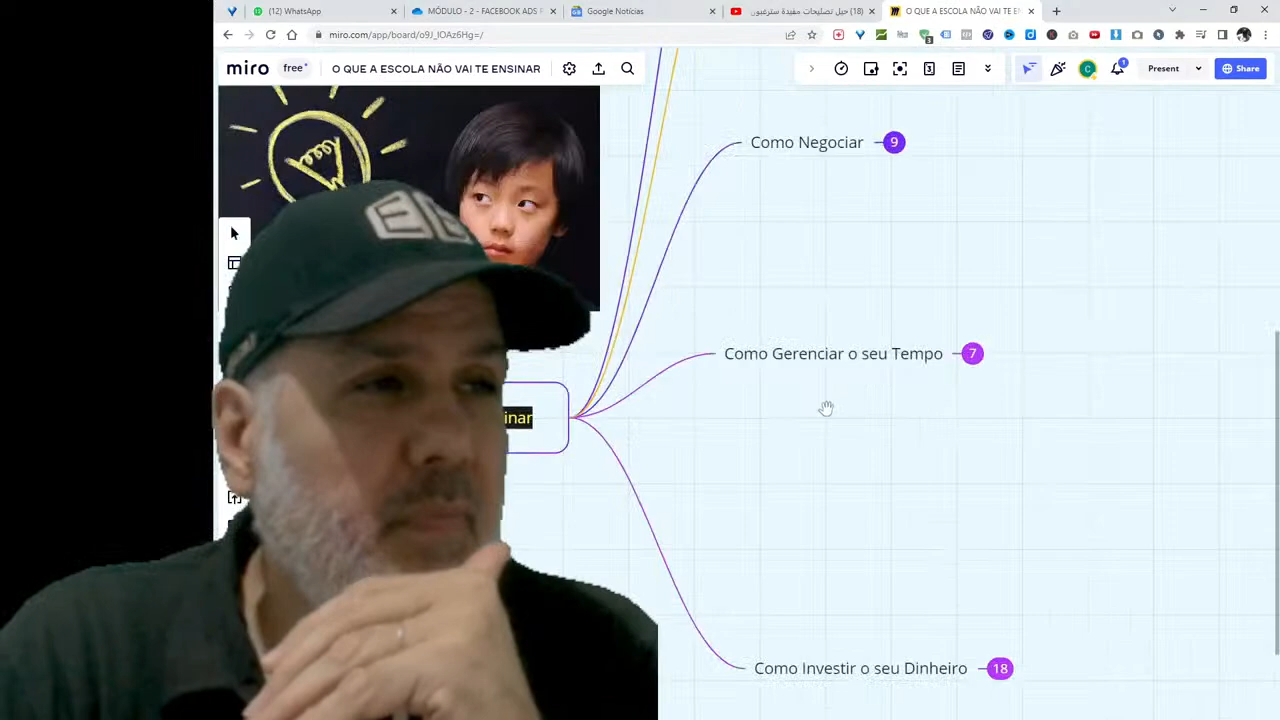 (12) WhatsApp
MÓDULO - 2 - FACEBOOK ADS F
Google Notícias
(18) حيل تصليحات مفيدة سترغبون
O QUE A ESCOLA NÃO VAI TE EN
miro.com/app/board/o9J_lOAz6Hg=/
miro free O QUE A ESCOLA NÃO VAI TE ENSINAR
Present
Share
Como Negociar 9
Como Gerenciar o seu Tempo 7
inar
Como Investir o seu Dinheiro 18